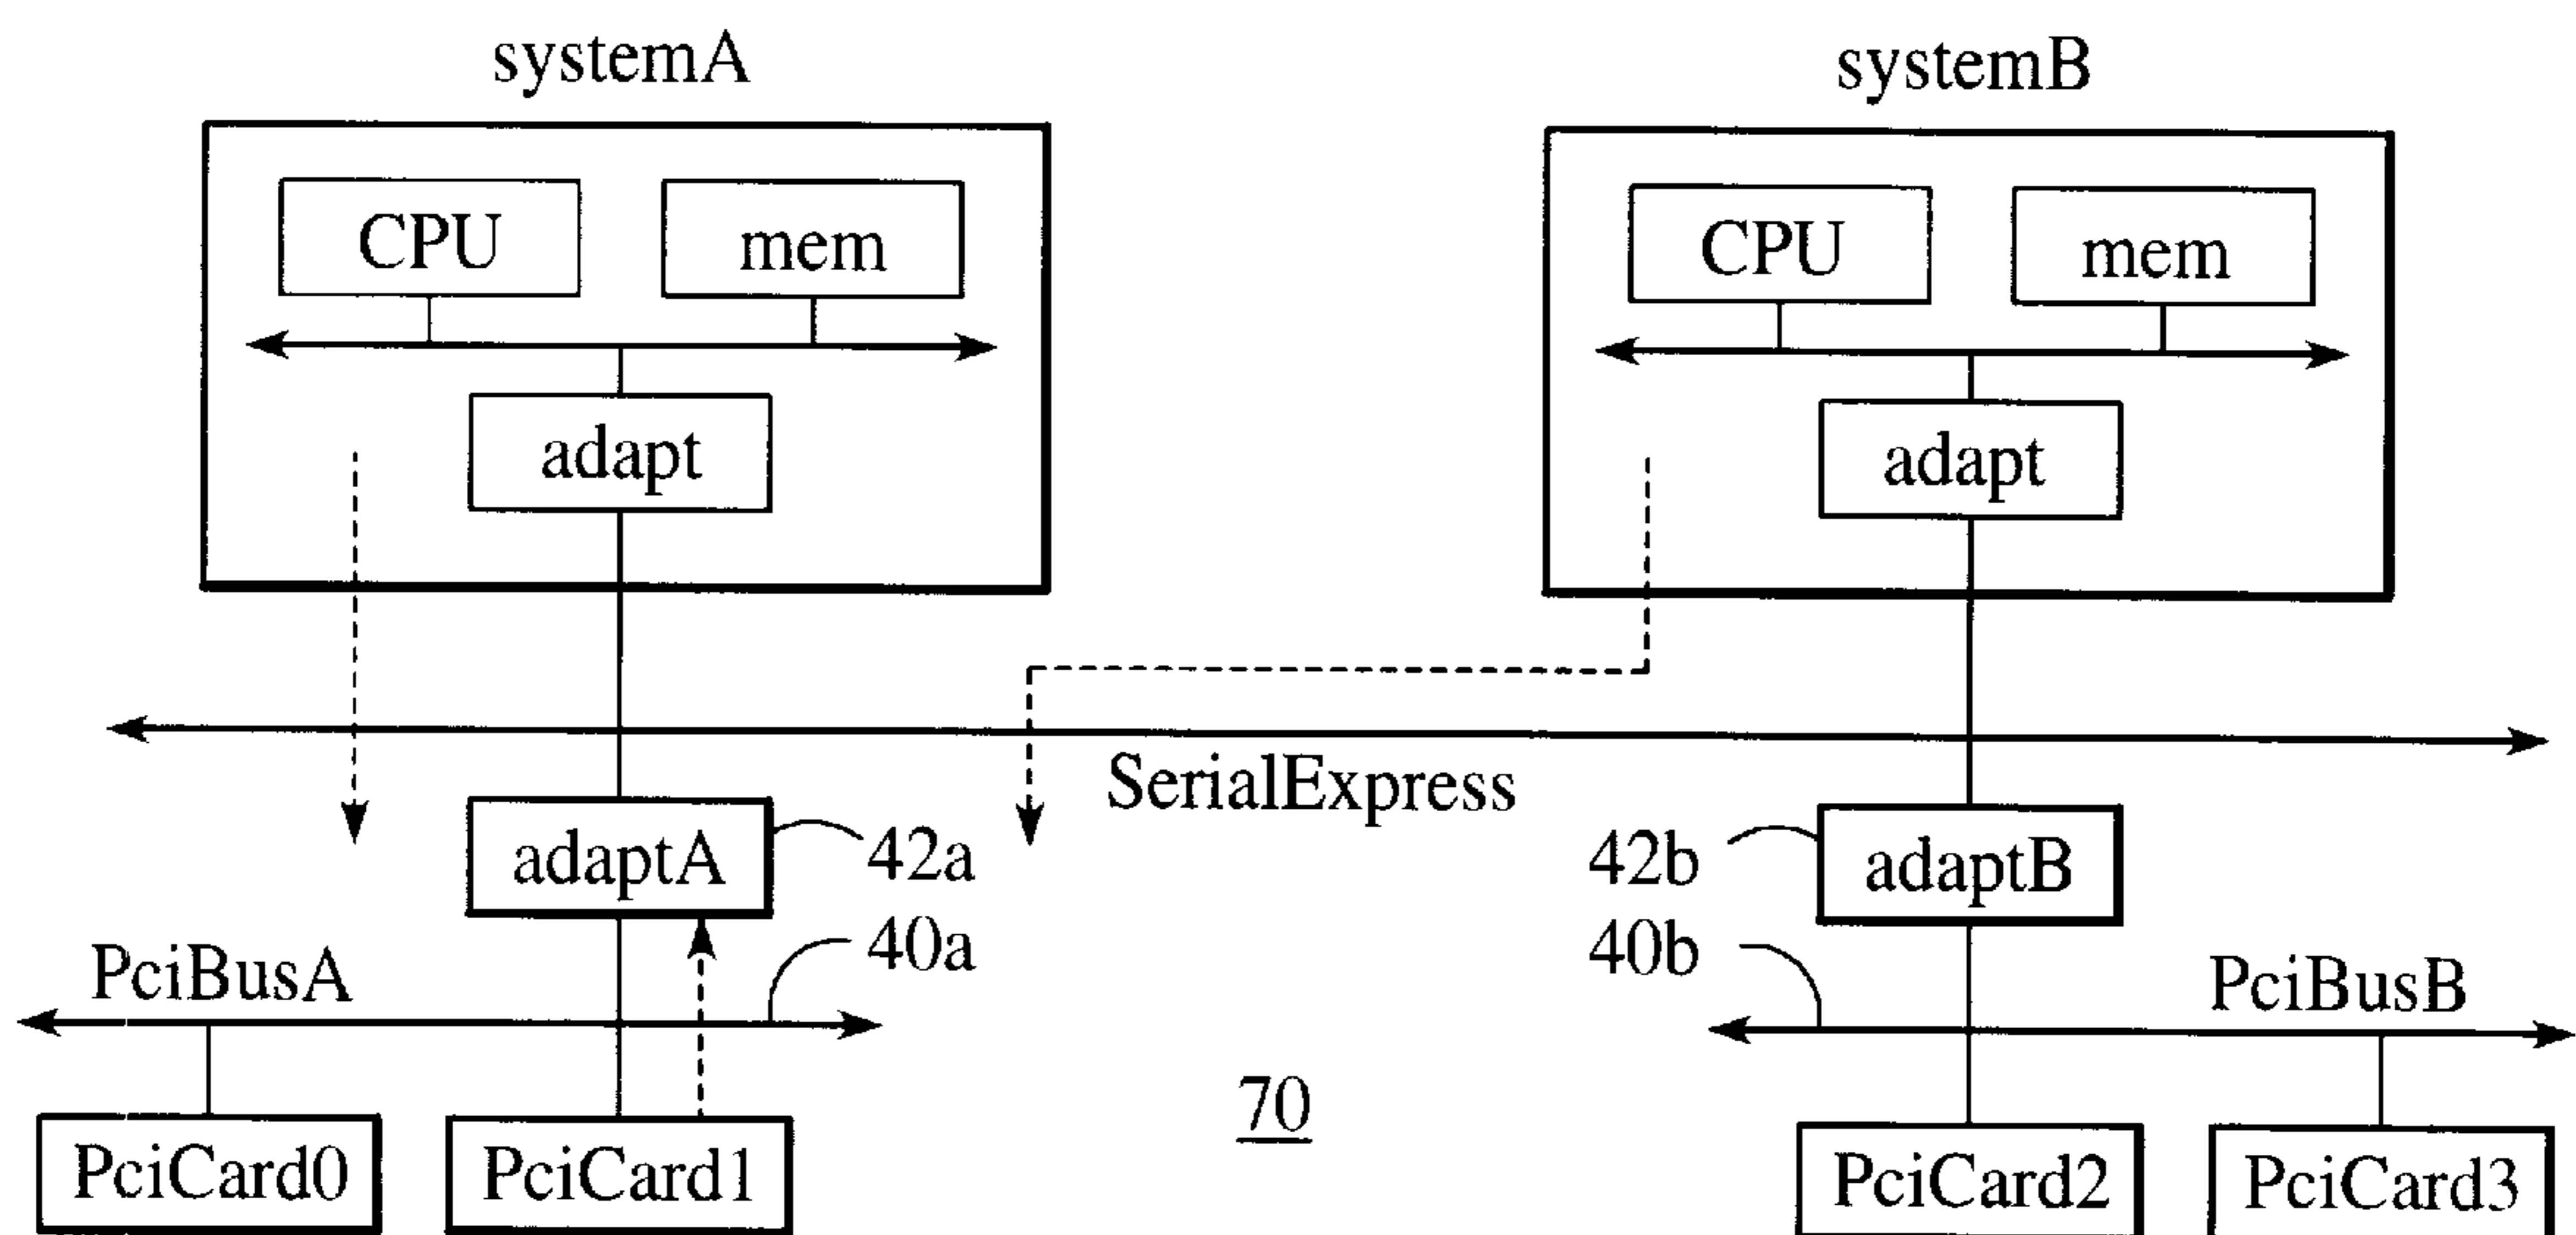 systemA
systemB
CPU
mem
CPU
mem
adapt
adapt
SerialExpress
adaptA
42a
42b
adaptB
PciBusA
40a
40b
PciBusB
70
PciCard0
PciCard1
PciCard2
PciCard3